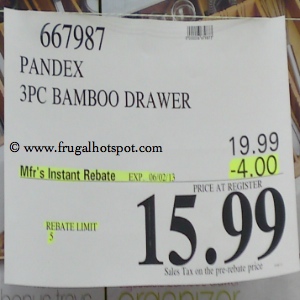 667987
PANDEX
3PC BAMBOO DRAWER
www.frugalhotspot.com
19.99
Mfr's Instant Rebate EXP. 06/02/13 -4.00
PRICE AT REGISTER
15.99
REBATE LIMIT
5
Sales Tax on the pre-rebate price
organize